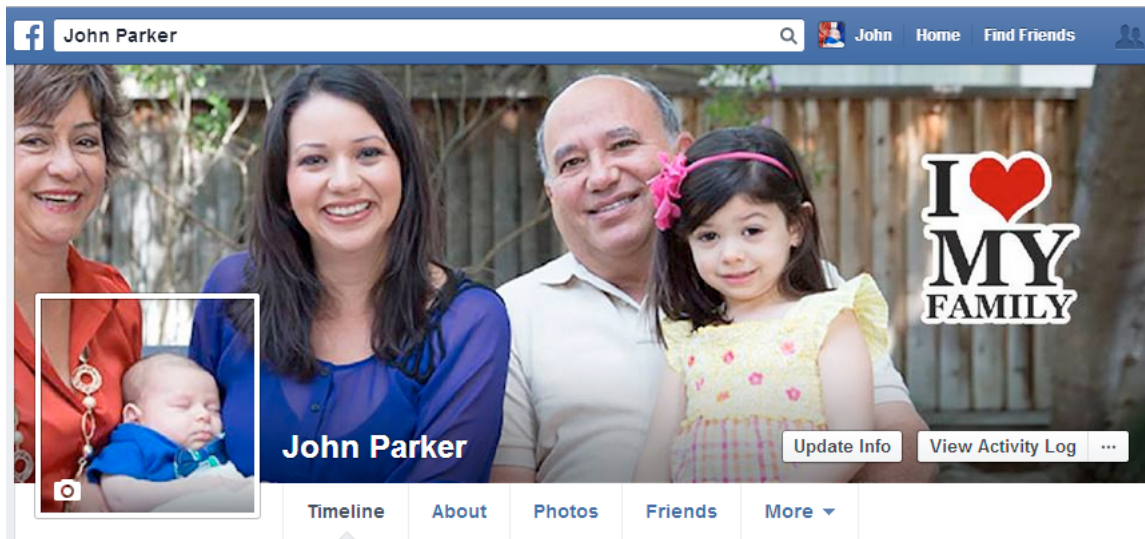 f John Parker John Home Find Friends
I
MY
FAMILY
John Parker
Update Info View Activity Log ...
Timeline About Photos Friends More